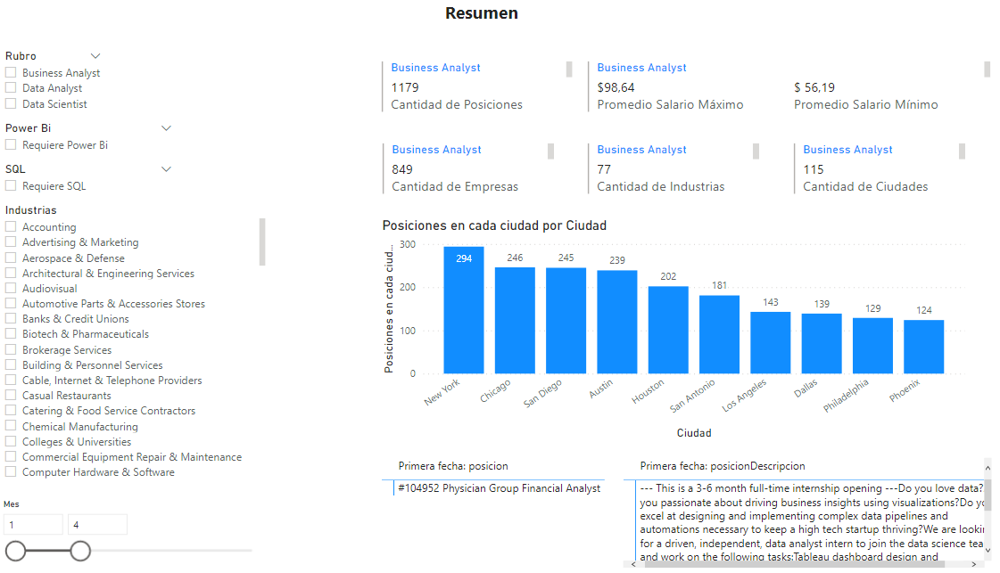 Resumen
Rubro
Business Analyst
Data Analyst
Data Scientist
Power Bi
Requiere Power Bi
SQL
Requiere SQL
Industrias
Accounting
Advertising & Marketing
Aerospace & Defense
Architectural & Engineering Services
Audiovisual
Automotive Parts & Accessories Stores
Banks & Credit Unions
Biotech & Pharmaceuticals
Brokerage Services
Building & Personnel Services
Cable, Internet & Telephone Providers
Casual Restaurants
Catering & Food Service Contractors
Chemical Manufacturing
Colleges & Universities
Commercial Equipment Repair & Maintenance
Computer Hardware & Software
Mes
1 4
Business Analyst
1179
Cantidad de Posiciones
Business Analyst
$98,64 $ 56,19
Promedio Salario Máximo Promedio Salario Mínimo
Business Analyst
849
Cantidad de Empresas
Business Analyst
77
Cantidad de Industrias
Business Analyst
115
Cantidad de Ciudades
Posiciones en cada ciudad por Ciudad
Posiciones en cada ciud...
300
200
100
0
294 246 245 239 202 181 143 139 129 124
New York Chicago San Diego Austin Houston San Antonio Los Angeles Dallas Philadelphia Phoenix
Ciudad
Primera fecha: posicion
#104952 Physician Group Financial Analyst
Primera fecha: posicionDescripcion
--- This is a 3-6 month full-time internship opening ---Do you love data?
you passionate about driving business insights using visualizations?Do yo
excel at designing and implementing complex data pipelines and
automations necessary to keep a high tech startup thriving?We are lookin
for a driven, independent, data analyst intern to join the data science tea
and work on the following tasks:Tableau dashboard design and